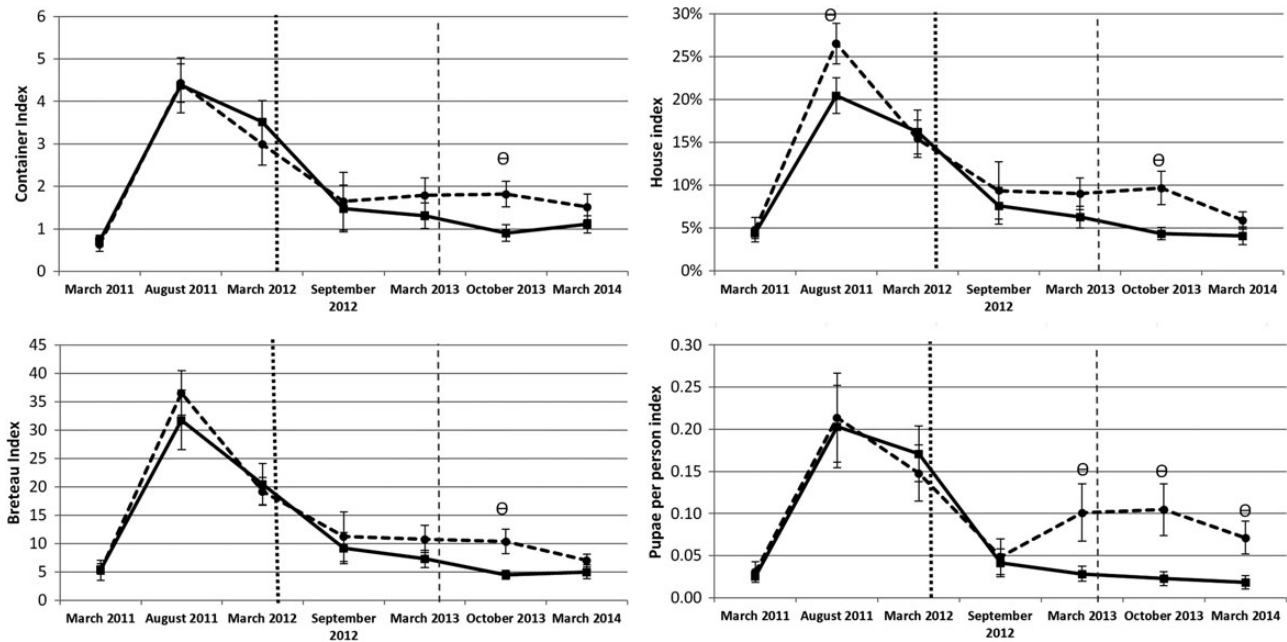 Container Index
6
5
4
3
2
1
0
March 2011 August 2011 March 2012 September 2012 March 2013 October 2013 March 2014
Ɵ
House index
30%
25%
20%
15%
10%
5%
0%
March 2011 August 2011 March 2012 September 2012 March 2013 October 2013 March 2014
Ɵ
Ɵ
Breteau Index
45
40
35
30
25
20
15
10
5
0
March 2011 August 2011 March 2012 September 2012 March 2013 October 2013 March 2014
Ɵ
Pupae per person index
0.30
0.25
0.20
0.15
0.10
0.05
0.00
March 2011 August 2011 March 2012 September 2012 March 2013 October 2013 March 2014
Ɵ
Ɵ
Ɵ